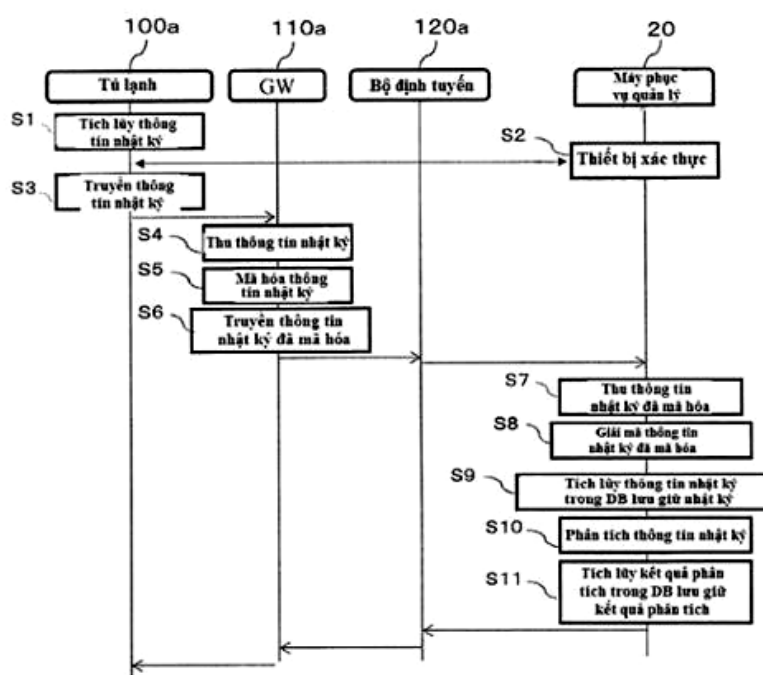 100a
110a
120a
20
Tủ lạnh
GW
Bộ định tuyến
Máy phục
vụ quản lý
S1
Tích lũy thông
tin nhật ký
S2
Thiết bị xác thực
S3
Truyền thông
tin nhật ký
S4
Thu thông tin nhật ký
S5
Mã hóa thông
tin nhật ký
S6
Truyền thông tin
nhật ký đã mã hóa
S7
Thu thông tin
nhật ký đã mã hóa
S8
Giải mã thông tin
nhật ký đã mã hóa
S9
Tích lũy thông tin nhật ký
trong DB lưu giữ nhật ký
S10
Phân tích thông tin nhật ký
S11
Tích lũy kết quả phân
tích trong DB lưu giữ
kết quả phân tích